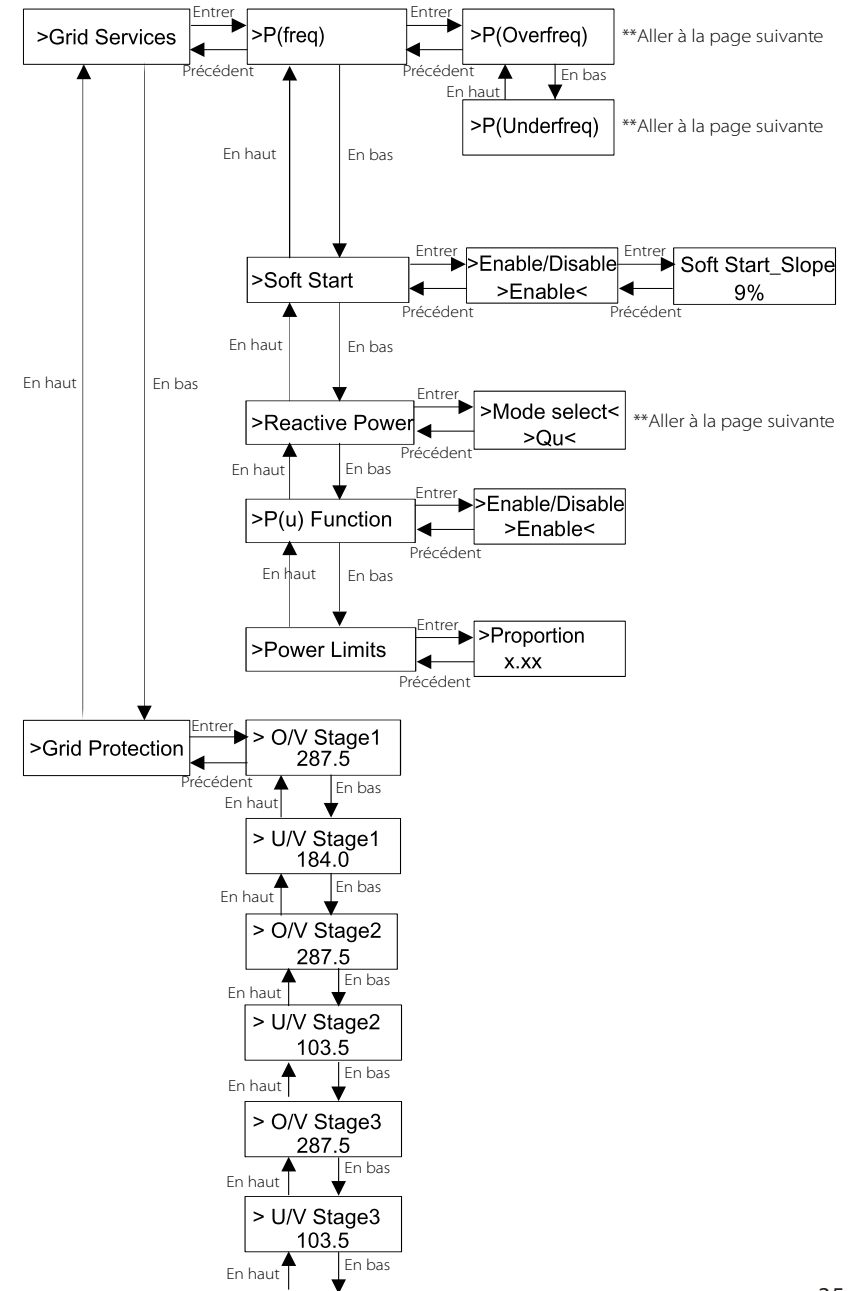 Entrer
Entrer
>Grid Services
>P(freq)
>P(Overfreq)
**Aller à la page suivante
Précédent
Précédent
En bas
En haut
>P(Underfreq)
**Aller à la page suivante
En haut
En bas
Entrer
Entrer
>Soft Start
>Enable/Disable
>Enable<
Soft Start_Slope
9%
Précédent
Précédent
En haut
En bas
En haut
En bas
Entrer
>Reactive Power
>Mode select<
>Qu<
**Aller à la page suivante
Précédent
En haut
En bas
Entrer
>P(u) Function
>Enable/Disable
>Enable<
Précédent
En haut
En bas
Entrer
>Power Limits
>Proportion
x.xx
Précédent
Entrer
>Grid Protection
> O/V Stage1
287.5
Précédent
En haut
En bas
> U/V Stage1
184.0
En haut
En bas
> O/V Stage2
287.5
En haut
En bas
> U/V Stage2
103.5
En haut
En bas
> O/V Stage3
287.5
En haut
En bas
> U/V Stage3
103.5
En haut
En bas